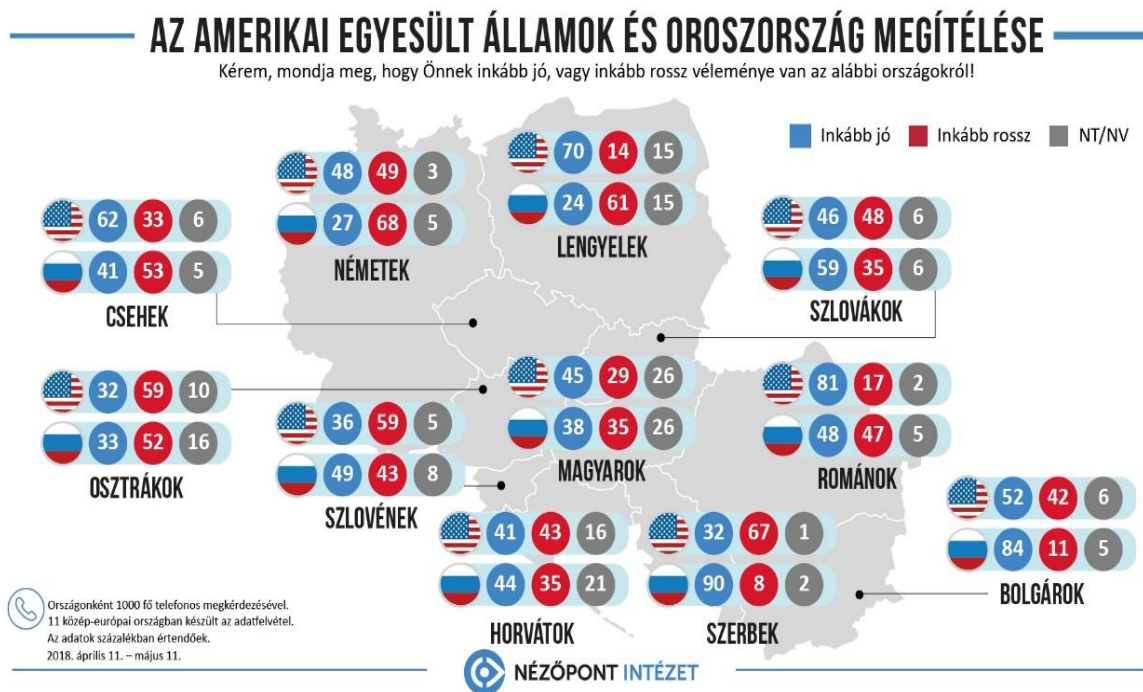 AZ AMERIKAI EGYESÜLT ÁLLAMOK ÉS OROSZORSZÁG MEGÍTÉLÉSE
Kérem, mondja meg, hogy Önnek inkább jó, vagy inkább rossz véleménye van az alábbi országokról!
Inkább jó Inkább rossz NT/NV
48 49 3
27 68 5
NÉMETEK
70 14 15
24 61 15
LENGYELEK
62 33 6
41 53 5
CSEHEK
46 48 6
59 35 6
SZLOVÁKOK
32 59 10
33 52 16
OSZTRÁKOK
36 59 5
49 43 8
SZLOVÉNEK
45 29 26
38 35 26
MAGYAROK
81 17 2
48 47 5
ROMÁNOK
41 43 16
44 35 21
HORVÁTOK
32 67 1
90 8 2
SZERBEK
52 42 6
84 11 5
BOLGÁROK
Országonként 1000 fő telefonos megkérdezésével.
11 közép-európai országban készült az adatfelvétel.
Az adatok százalékban értendőek.
2018. április 11. – május 11.
NÉZŐPONT INTÉZET